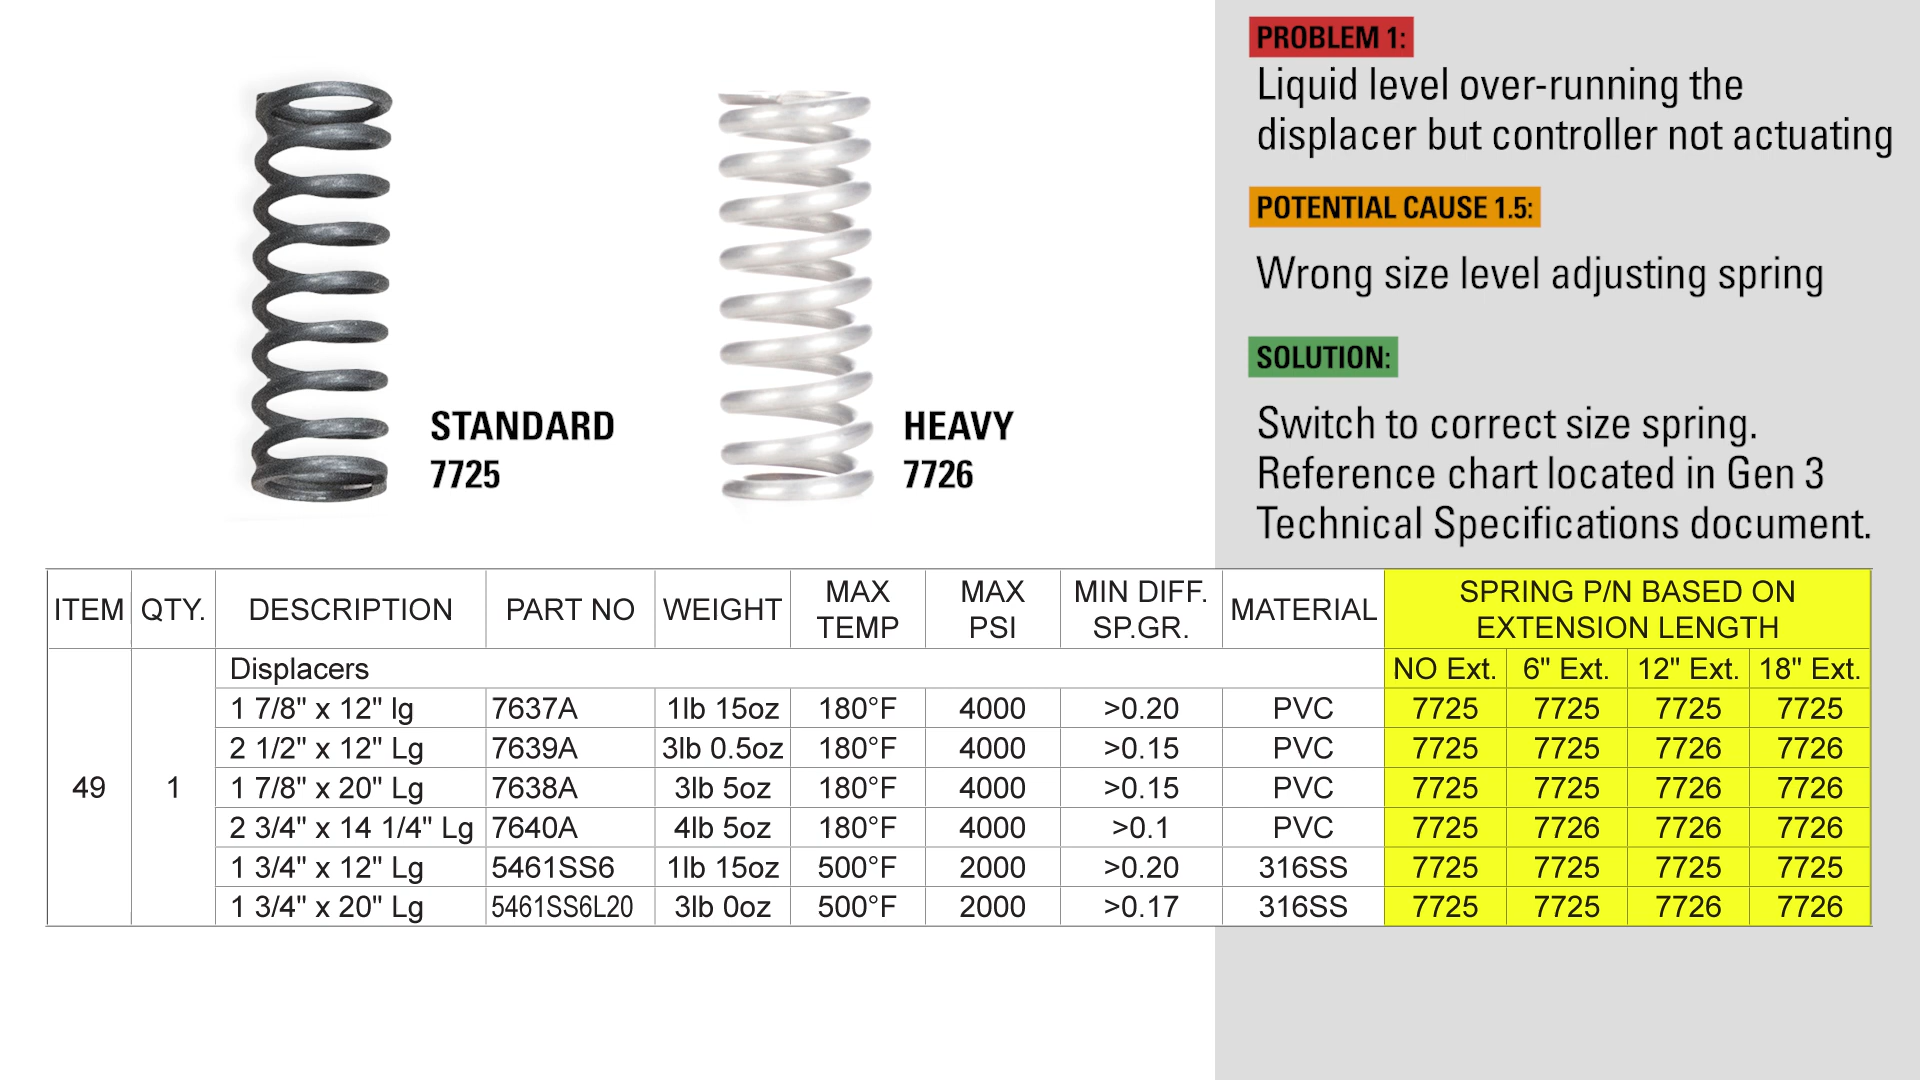 PROBLEM 1:
Liquid level over-running the
displacer but controller not actuating
POTENTIAL CAUSE 1.5:
Wrong size level adjusting spring
SOLUTION:
Switch to correct size spring.
Reference chart located in Gen 3
Technical Specifications document.
STANDARD
7725
HEAVY
7726
ITEM QTY. DESCRIPTION PART NO WEIGHT MAX TEMP MAX PSI MIN DIFF. SP.GR. MATERIAL SPRING P/N BASED ON EXTENSION LENGTH
Displacers NO Ext. 6" Ext. 12" Ext. 18" Ext.
1 7/8" x 12" lg 7637A 1lb 15oz 180°F 4000 >0.20 PVC 7725 7725 7725 7725
2 1/2" x 12" Lg 7639A 3lb 0.5oz 180°F 4000 >0.15 PVC 7725 7725 7726 7726
49 1 1 7/8" x 20" Lg 7638A 3lb 5oz 180°F 4000 >0.15 PVC 7725 7725 7726 7726
2 3/4" x 14 1/4" Lg 7640A 4lb 5oz 180°F 4000 >0.1 PVC 7725 7726 7726 7726
1 3/4" x 12" Lg 5461SS6 1lb 15oz 500°F 2000 >0.20 316SS 7725 7725 7725 7725
1 3/4" x 20" Lg 5461SS6L20 3lb 0oz 500°F 2000 >0.17 316SS 7725 7725 7726 7726